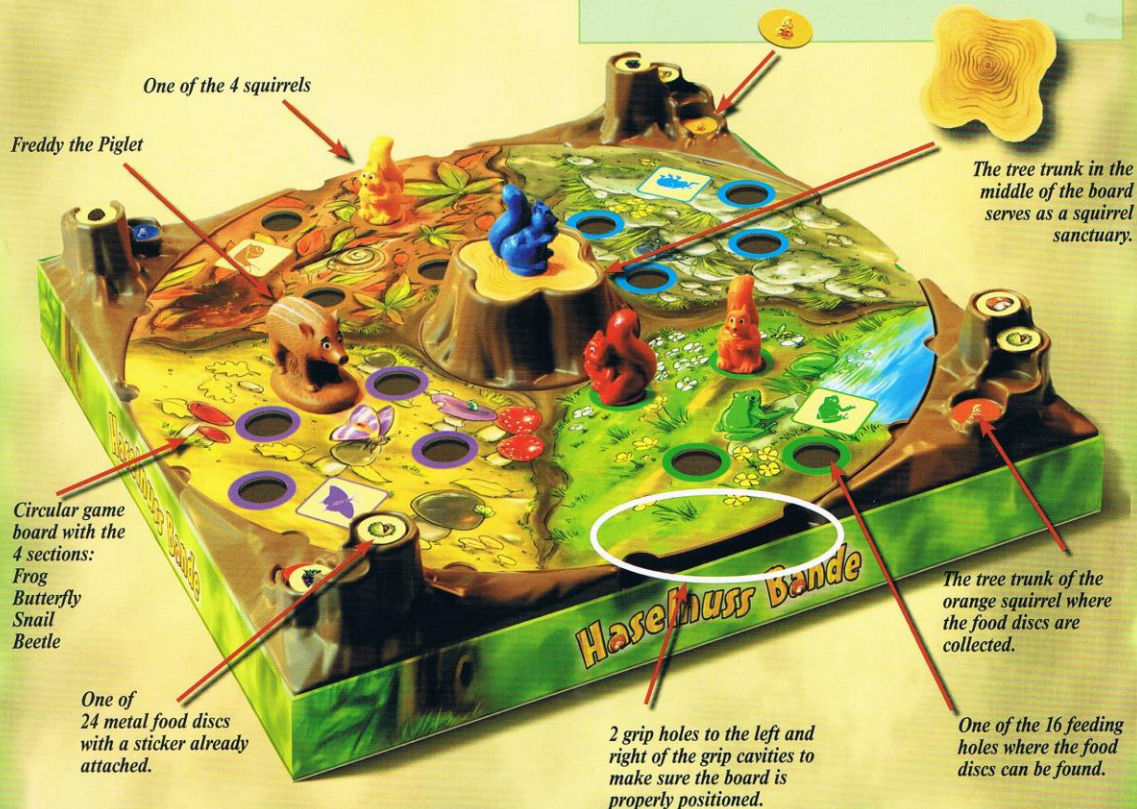 One of the 4 squirrels
Freddy the Piglet
The tree trunk in the
middle of the board
serves as a squirrel
sanctuary.
Circular game
board with the
4 sections:
Frog
Butterfly
Snail
Beetle
Haselnuss Bande
Haselnuss Bande
The tree trunk of the
orange squirrel where
the food discs are
collected.
One of
24 metal food discs
with a sticker already
attached.
2 grip holes to the left and
right of the grip cavities to
make sure the board is
properly positioned.
One of the 16 feeding
holes where the food
discs can be found.